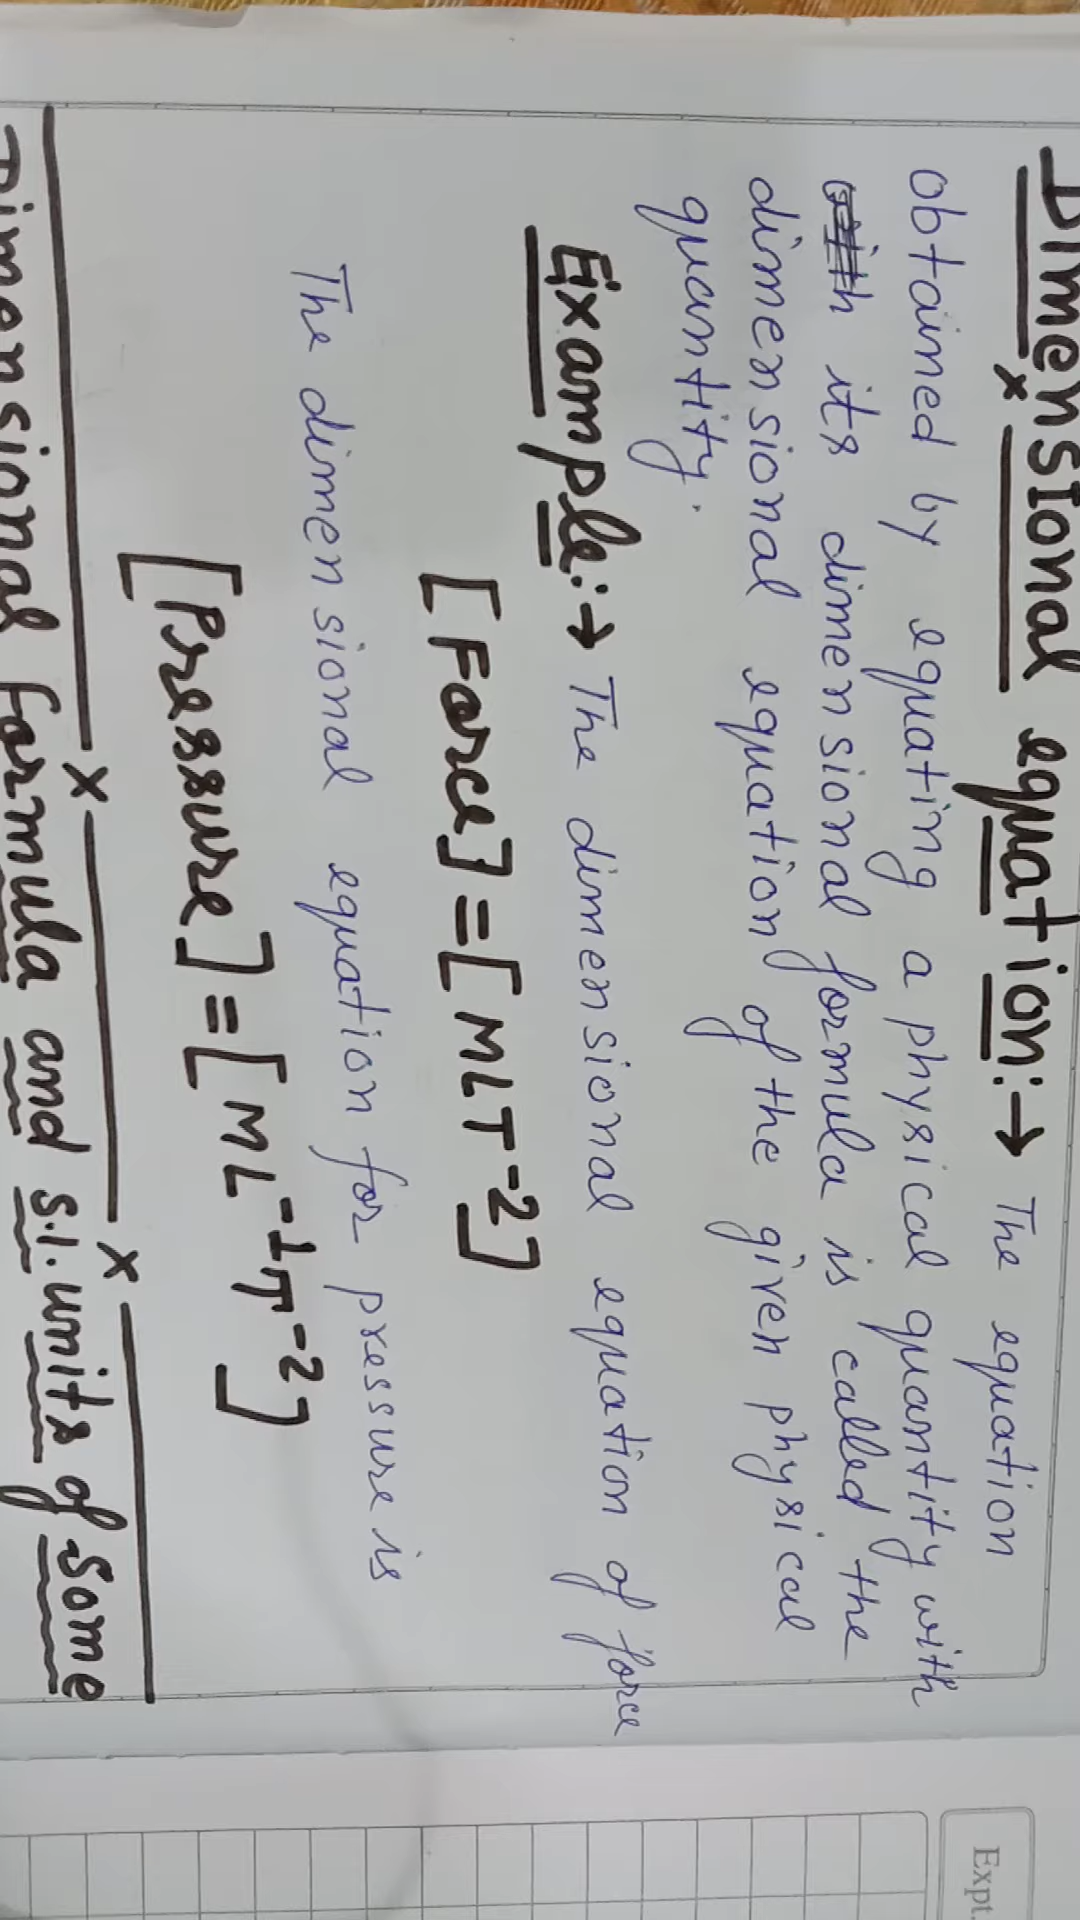 Dimensional equation:→ The equation
obtained by equating a physical quantity with
its dimensional formula is called the
dimensional equation of the given physical
quantity.
Example:→ The dimensional equation of force
[Force] = [MLT⁻²]
The dimensional equation for pressure is
[Pressure] = [ML⁻¹T⁻²]
x x
Dimensional formula and S.I. units of some
Expt.